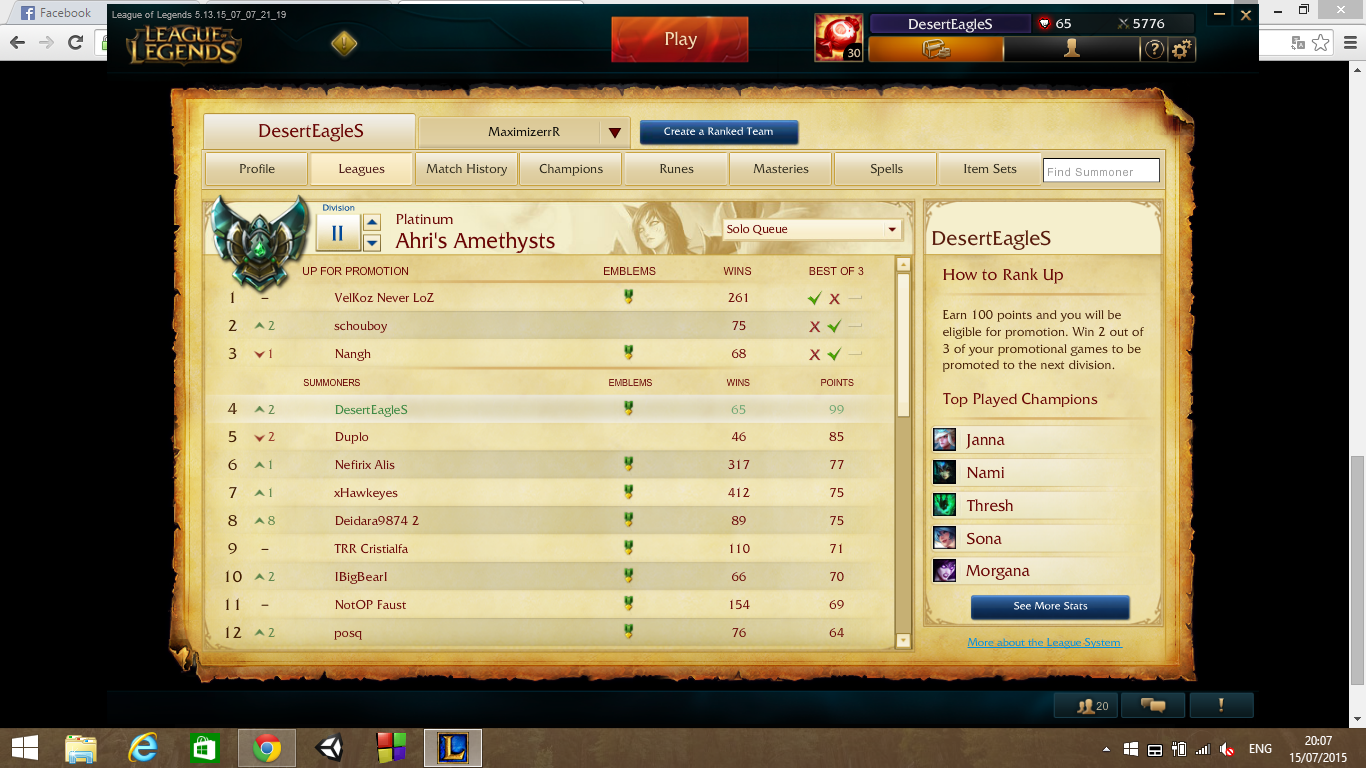 Facebook
League of Legends 5.13.15_07_07_21_19
LEAGUE of LEGENDS
Play
30
DesertEagleS
65
5776
?
DesertEagleS
MaximizerrR
Create a Ranked Team
Profile
Leagues
Match History
Champions
Runes
Masteries
Spells
Item Sets
Find Summoner
Division
II
Platinum
Ahri's Amethysts
Solo Queue
UP FOR PROMOTION EMBLEMS WINS BEST OF 3
1 – VelKoz Never LoZ 261
2 2 schouboy 75
3 1 Nangh 68
SUMMONERS EMBLEMS WINS POINTS
4 2 DesertEagleS 65 99
5 2 Duplo 46 85
6 1 Nefirix Alis 317 77
7 1 xHawkeyes 412 75
8 8 Deidara9874 2 89 75
9 – TRR Cristialfa 110 71
10 2 IBigBearI 66 70
11 – NotOP Faust 154 69
12 2 posq 76 64
DesertEagleS
How to Rank Up
Earn 100 points and you will be
eligible for promotion. Win 2 out of
3 of your promotional games to be
promoted to the next division.
Top Played Champions
Janna
Nami
Thresh
Sona
Morgana
See More Stats
More about the League System
20
!
L
ENG
20:07
15/07/2015